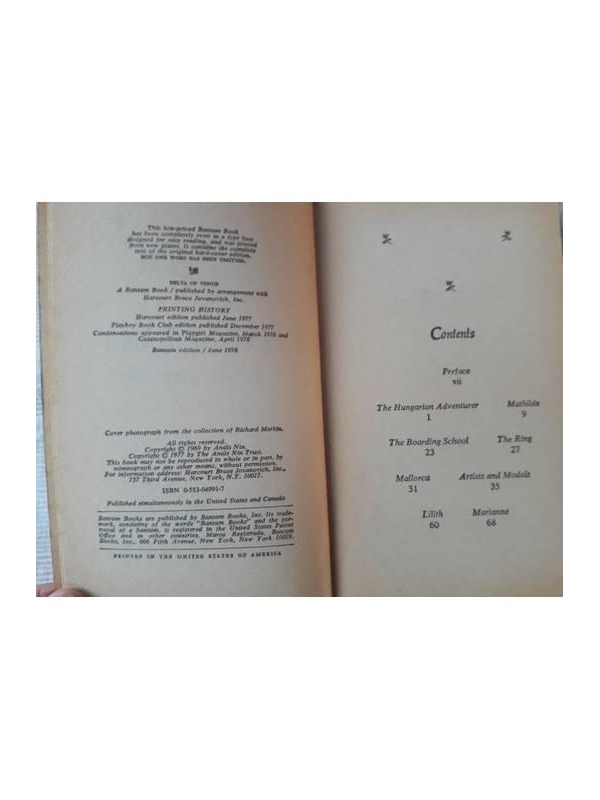 This low-priced Bantam Book
has been completely reset in a type face
designed for easy reading, and was printed
from new plates. It contains the complete
text of the original hard-cover edition.
NOT ONE WORD HAS BEEN OMITTED.
DELTA OF VENUS
A Bantam Book / published by arrangement with
Harcourt Brace Jovanovich, Inc.
PRINTING HISTORY
Harcourt edition published June 1977
Playboy Book Club edition published December 1977
Condensations appeared in Playgirl Magazine, March 1978 and
Cosmopolitan Magazine, April 1978
Bantam edition / June 1978
Cover photograph from the collection of Richard Merkin.
All rights reserved.
Copyright © 1969 by Anaïs Nin.
Copyright © 1977 by The Anaïs Nin Trust.
This book may not be reproduced in whole or in part, by
mimeograph or any other means, without permission.
For information address: Harcourt Brace Jovanovich, Inc.,
757 Third Avenue, New York, N.Y. 10017.
ISBN 0-553-04991-7
Published simultaneously in the United States and Canada
Bantam Books are published by Bantam Books, Inc. Its trade-
mark, consisting of the words "Bantam Books" and the por-
trayal of a bantam, is registered in the United States Patent
Office and in other countries. Marca Registrada. Bantam
Books, Inc., 666 Fifth Avenue, New York, New York 10019.
PRINTED IN THE UNITED STATES OF AMERICA
Contents
Preface
vii
The Hungarian Adventurer Mathilde
1 9
The Boarding School The Ring
23 27
Mallorca Artists and Models
31 35
Lilith Marianne
60 68